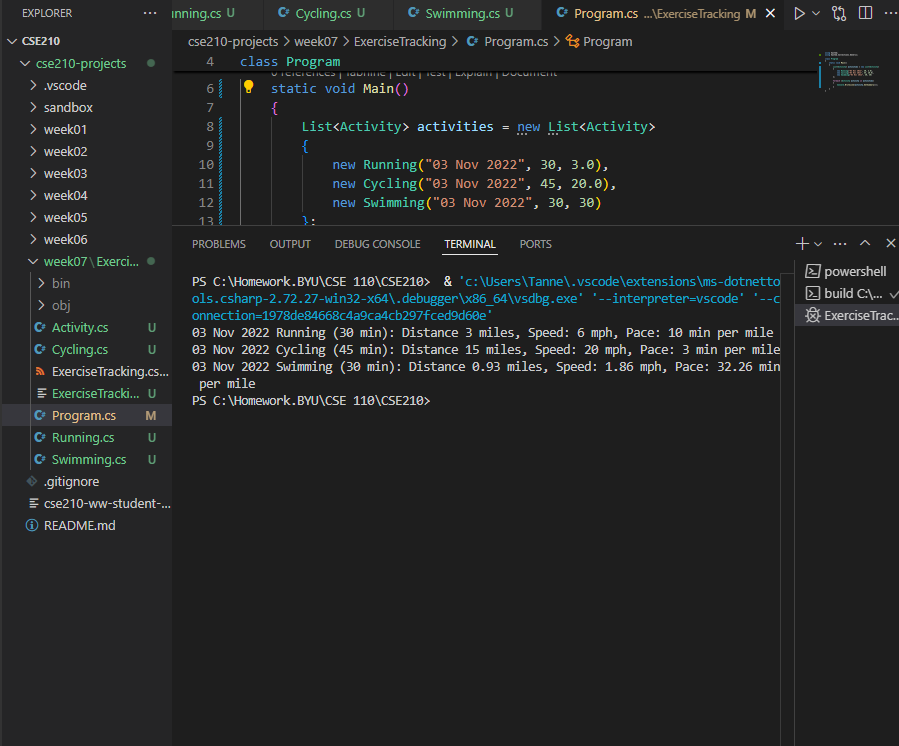 EXPLORER ···
CSE210
cse210-projects
.vscode
sandbox
week01
week02
week03
week04
week05
week06
week07\Exerci...
bin
obj
Activity.cs U
Cycling.cs U
ExerciseTracking.cs...
ExerciseTracki... U
Program.cs M
Running.cs U
Swimming.cs U
.gitignore
cse210-ww-student-...
README.md
unning.cs U Cycling.cs U Swimming.cs U Program.cs ...\ExerciseTracking M
cse210-projects > week07 > ExerciseTracking > Program.cs > Program
4 class Program
0 references | Tabnine | Edit | Test | Explain | Document
6 static void Main()
7 {
8 List<Activity> activities = new List<Activity>
9 {
10 new Running("03 Nov 2022", 30, 3.0),
11 new Cycling("03 Nov 2022", 45, 20.0),
12 new Swimming("03 Nov 2022", 30, 30)
13 };
PROBLEMS OUTPUT DEBUG CONSOLE TERMINAL PORTS
PS C:\Homework.BYU\CSE 110\CSE210> & 'c:\Users\Tanne\.vscode\extensions\ms-dotnetto
ols.csharp-2.72.27-win32-x64\.debugger\x86_64\vsdbg.exe' '--interpreter=vscode' '--c
onnection=1978de84668c4a9ca4cb297fced9d60e'
03 Nov 2022 Running (30 min): Distance 3 miles, Speed: 6 mph, Pace: 10 min per mile
03 Nov 2022 Cycling (45 min): Distance 15 miles, Speed: 20 mph, Pace: 3 min per mile
03 Nov 2022 Swimming (30 min): Distance 0.93 miles, Speed: 1.86 mph, Pace: 32.26 min
per mile
PS C:\Homework.BYU\CSE 110\CSE210>
powershell
build C:\...
ExerciseTrac...